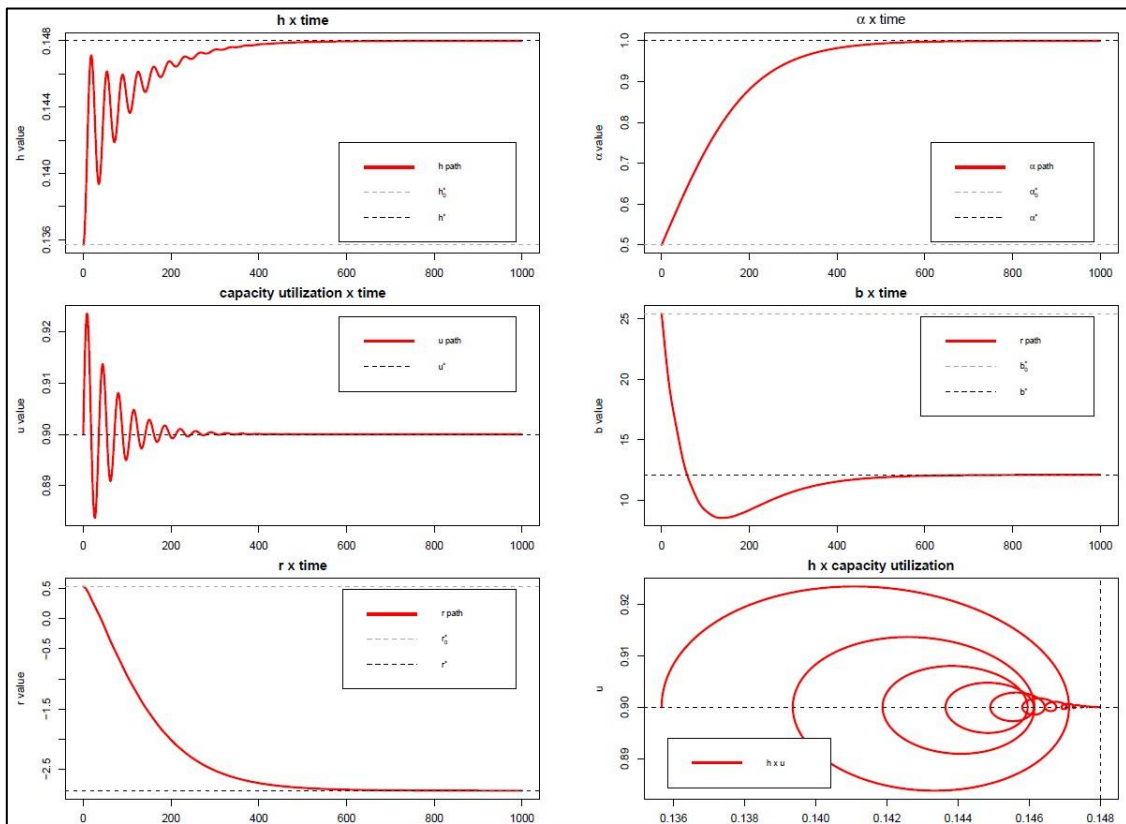 h x time
h value
0.148
0.144
0.140
0.136
h path
h*0
h*
0 200 400 600 800 1000
α x time
α value
1.0
0.9
0.8
0.7
0.6
0.5
α path
α*0
α*
0 200 400 600 800 1000
capacity utilization x time
u value
0.92
0.91
0.90
0.89
u path
u*
0 200 400 600 800 1000
b x time
b value
25
20
15
10
r path
b*0
b*
0 200 400 600 800 1000
r x time
r value
0.5
0.0
−0.5
−1.5
−2.5
r path
r*0
r*
0 200 400 600 800 1000
h x capacity utilization
u
0.92
0.91
0.90
0.89
h x u
0.136 0.138 0.140 0.142 0.144 0.146 0.148